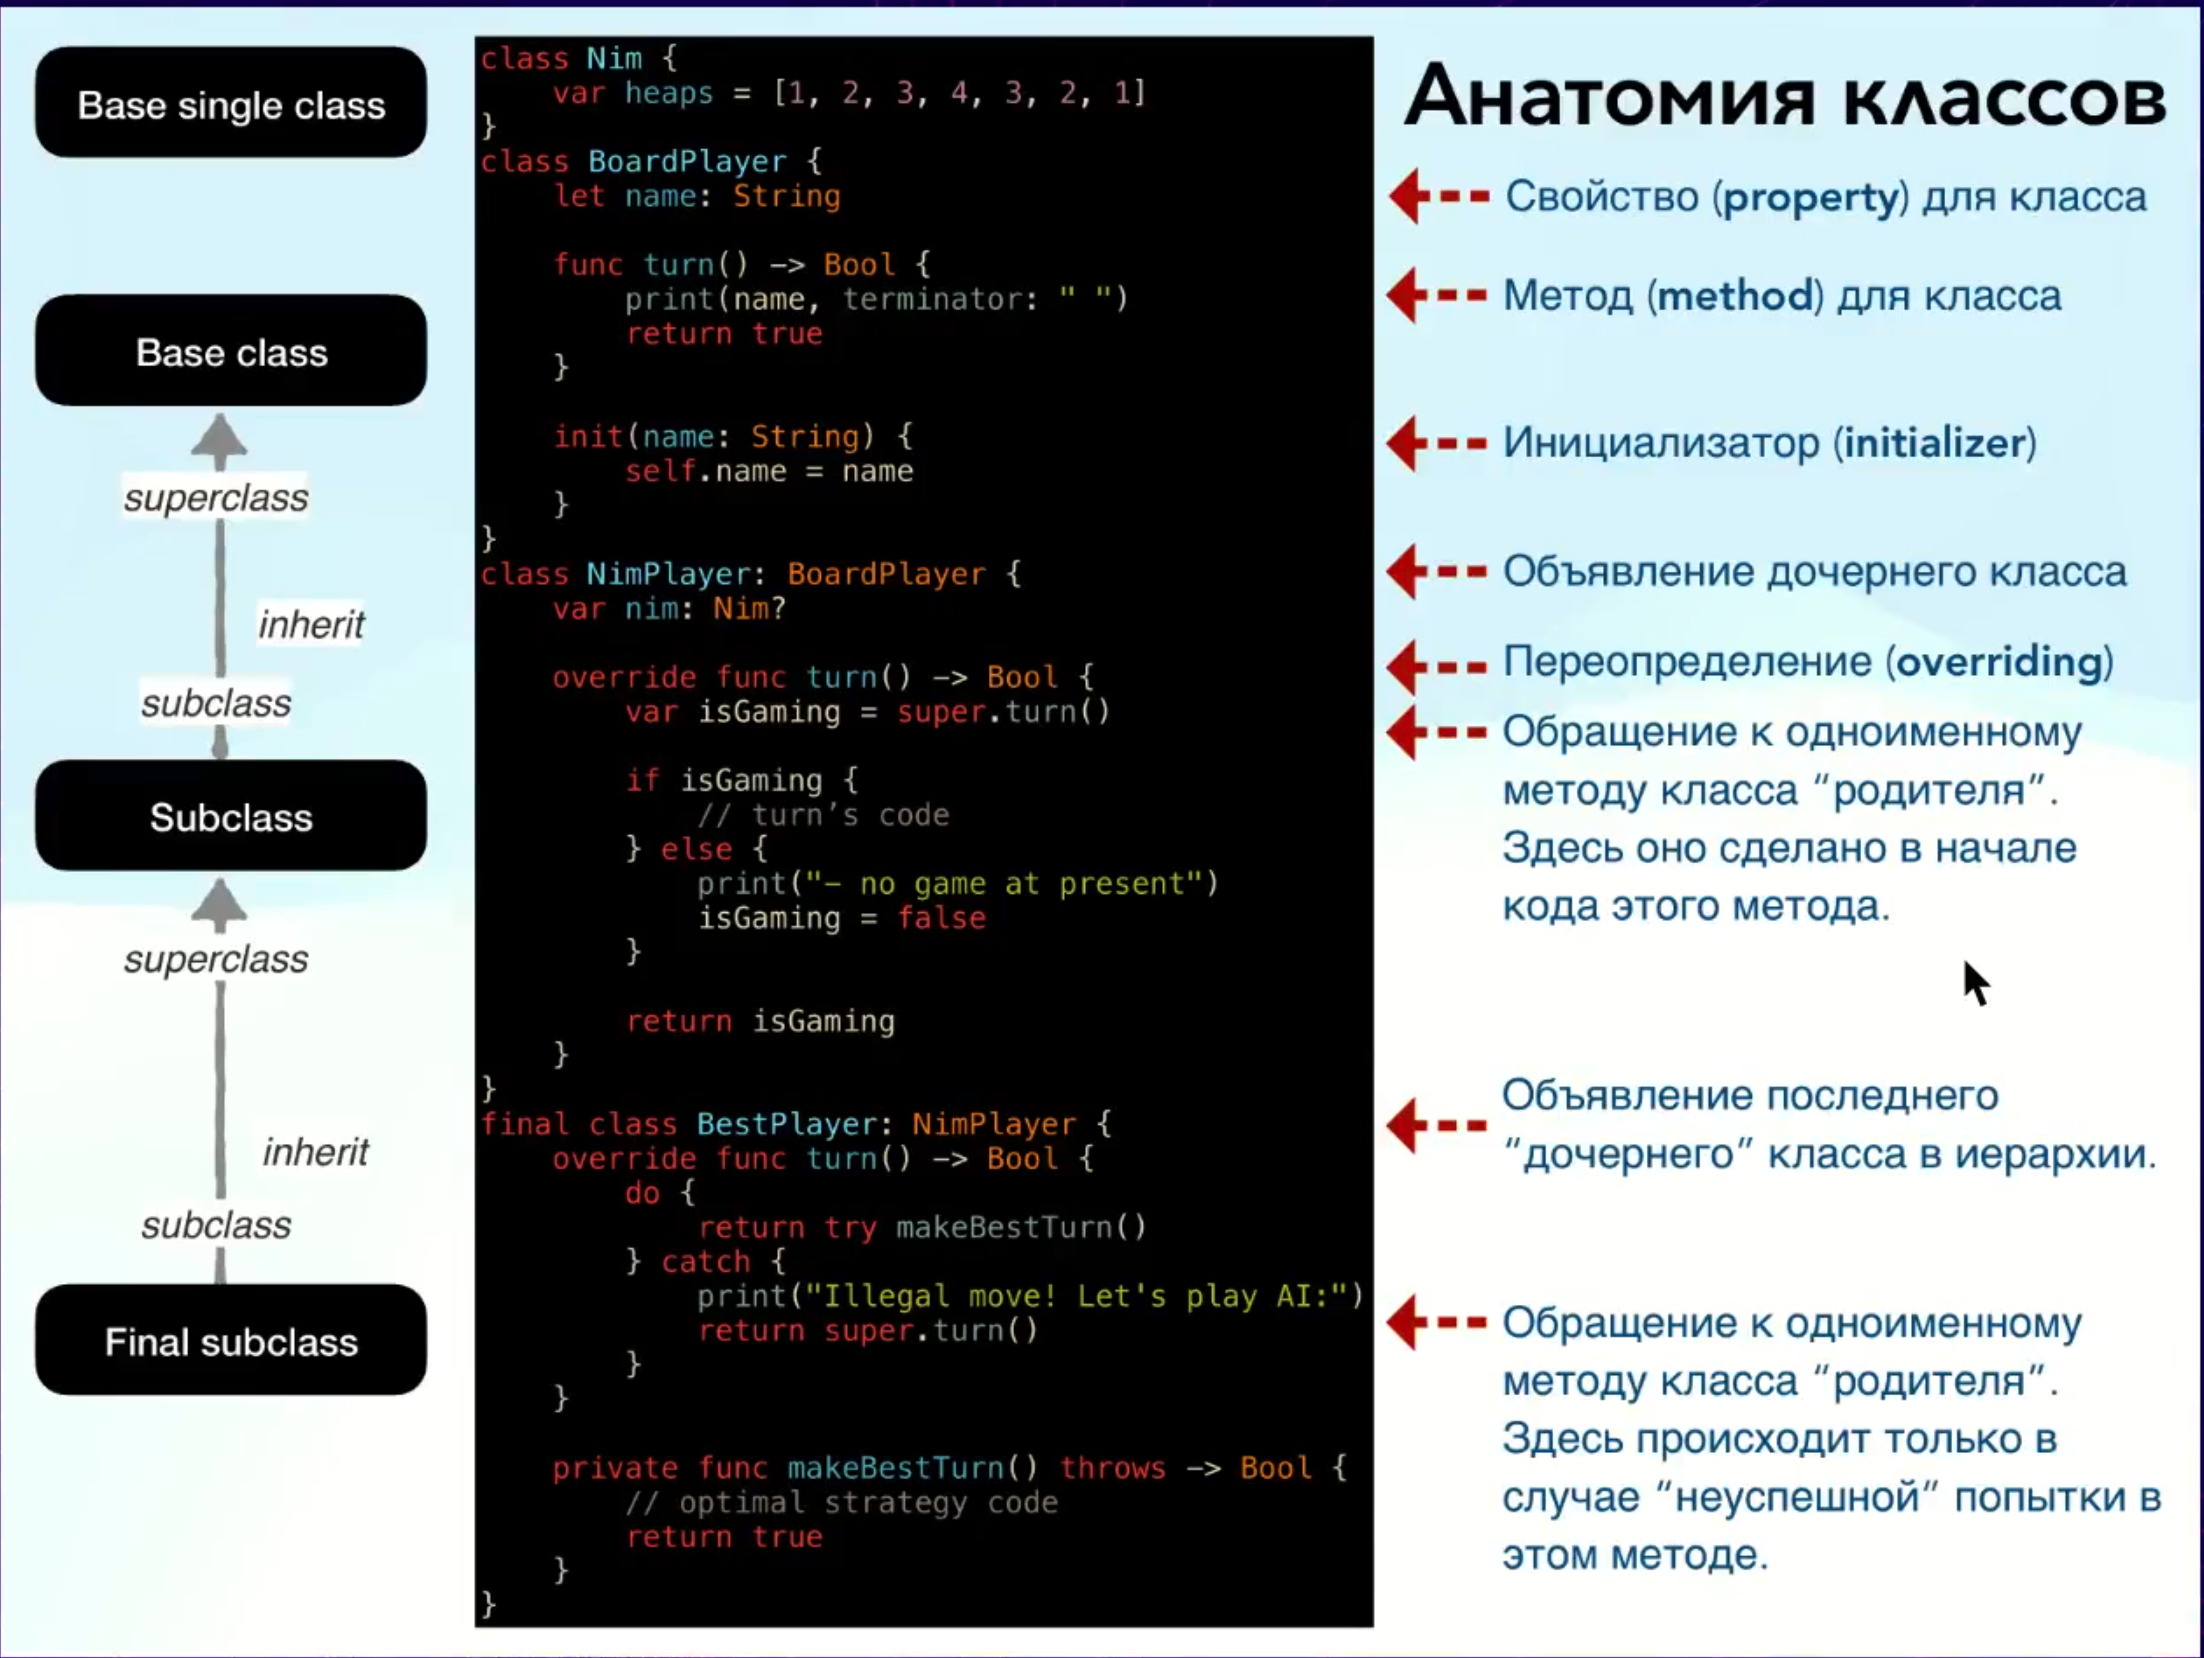 Анатомия классов
Base single class
Base class
superclass
inherit
subclass
Subclass
superclass
inherit
subclass
Final subclass
class Nim {
    var heaps = [1, 2, 3, 4, 3, 2, 1]
}
class BoardPlayer {
    let name: String

    func turn() -> Bool {
        print(name, terminator: " ")
        return true
    }

    init(name: String) {
        self.name = name
    }
}
class NimPlayer: BoardPlayer {
    var nim: Nim?

    override func turn() -> Bool {
        var isGaming = super.turn()

        if isGaming {
            // turn’s code
        } else {
            print("– no game at present")
            isGaming = false
        }

        return isGaming
    }
}
final class BestPlayer: NimPlayer {
    override func turn() -> Bool {
        do {
            return try makeBestTurn()
        } catch {
            print("Illegal move! Let's play AI:")
            return super.turn()
        }
    }

    private func makeBestTurn() throws -> Bool {
        // optimal strategy code
        return true
    }
}
Свойство (property) для класса
Метод (method) для класса
Инициализатор (initializer)
Объявление дочернего класса
Переопределение (overriding)
Обращение к одноименному
методу класса “родителя”.
Здесь оно сделано в начале
кода этого метода.
Объявление последнего
“дочернего” класса в иерархии.
Обращение к одноименному
методу класса “родителя”.
Здесь происходит только в
случае “неуспешной” попытки в
этом методе.